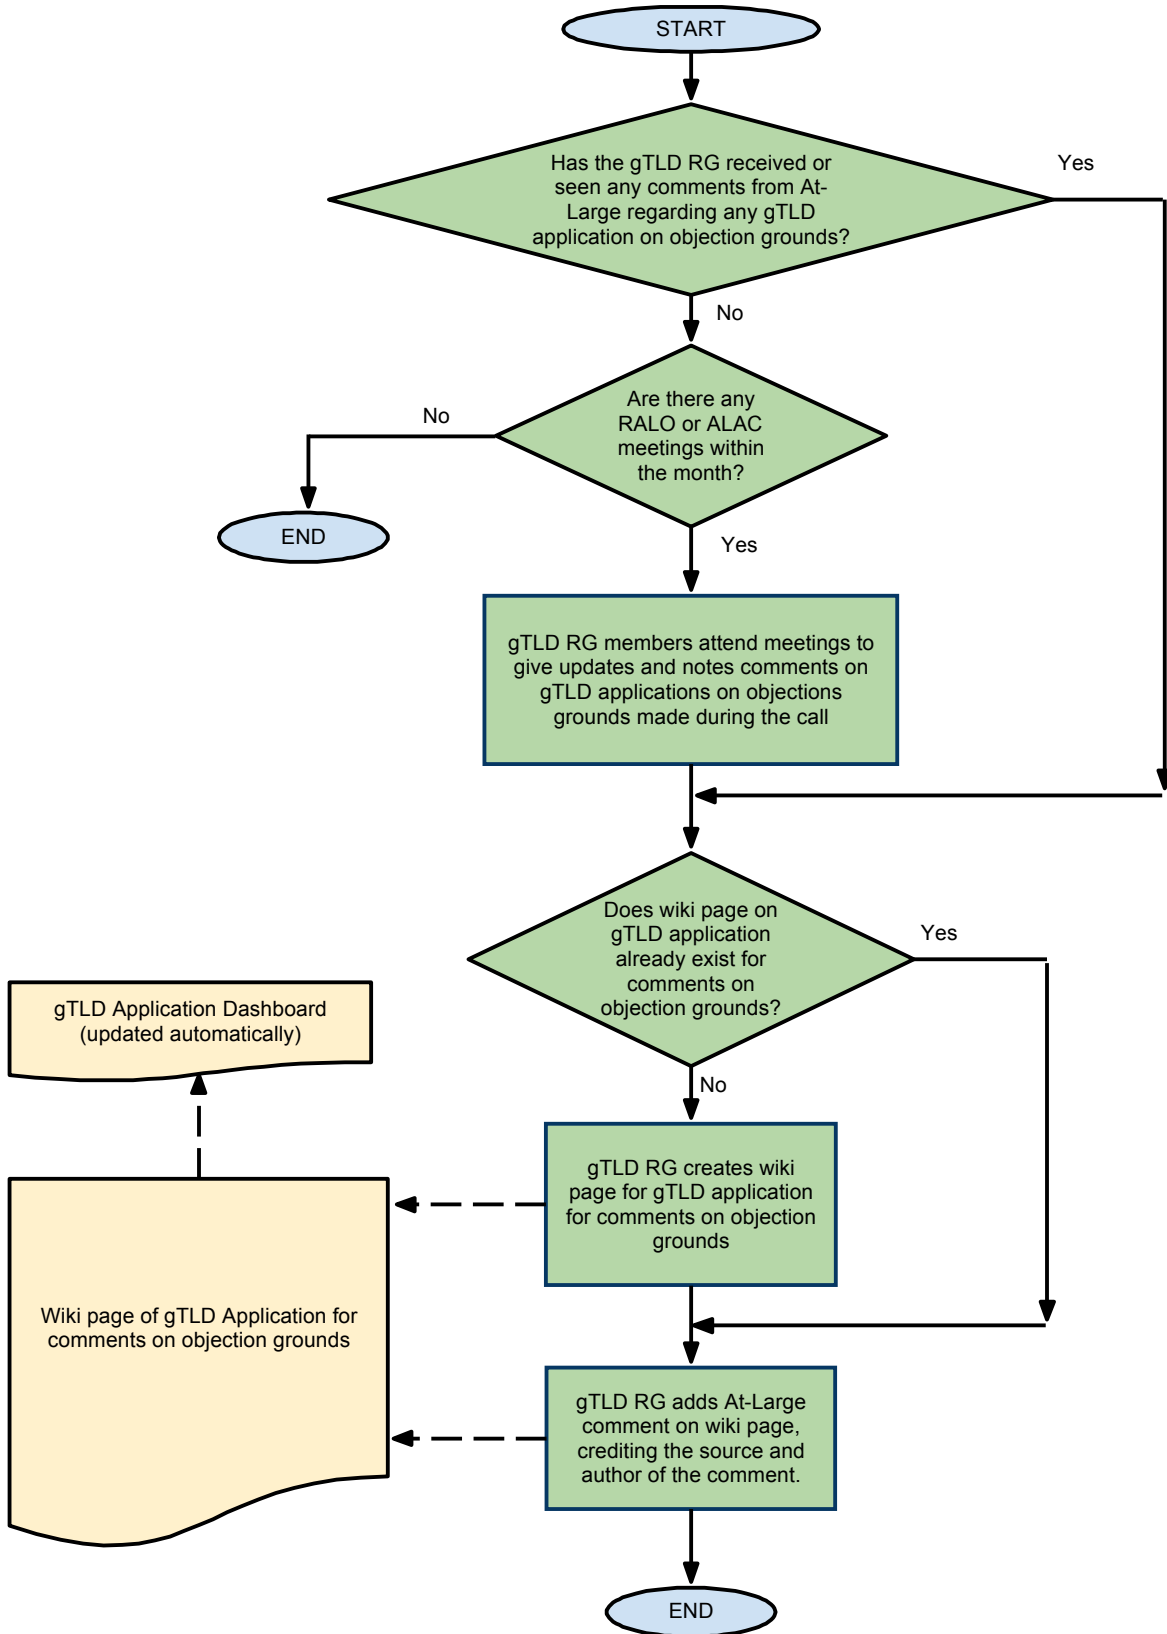 START
Has the gTLD RG received or
seen any comments from At-
Large regarding any gTLD
application on objection grounds?
Yes
No
Are there any
RALO or ALAC
meetings within
the month?
No
END
Yes
gTLD RG members attend meetings to
give updates and notes comments on
gTLD applications on objections
grounds made during the call
Does wiki page on
gTLD application
already exist for
comments on
objection grounds?
Yes
gTLD Application Dashboard
(updated automatically)
No
gTLD RG creates wiki
page for gTLD application
for comments on objection
grounds
Wiki page of gTLD Application for
comments on objection grounds
gTLD RG adds At-Large
comment on wiki page,
crediting the source and
author of the comment.
END